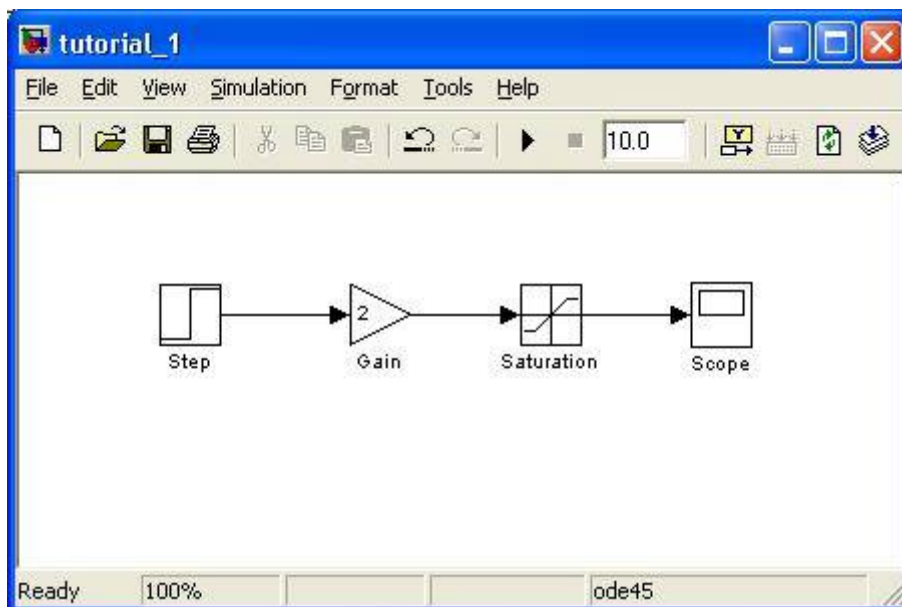 tutorial_1
File Edit View Simulation Format Tools Help
10.0
Y
2
Step Gain Saturation Scope
Ready 100% ode45